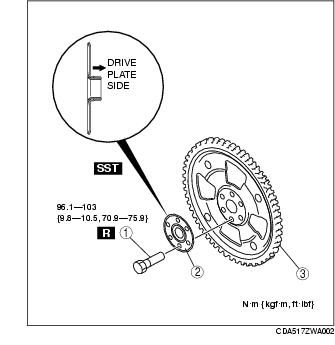 DRIVE
PLATE
SIDE
SST
96.1—103
{9.8—10.5, 70.9—75.9}
R
1
2
3
N·m {kgf·m, ft·lbf}
CDA517ZWA002